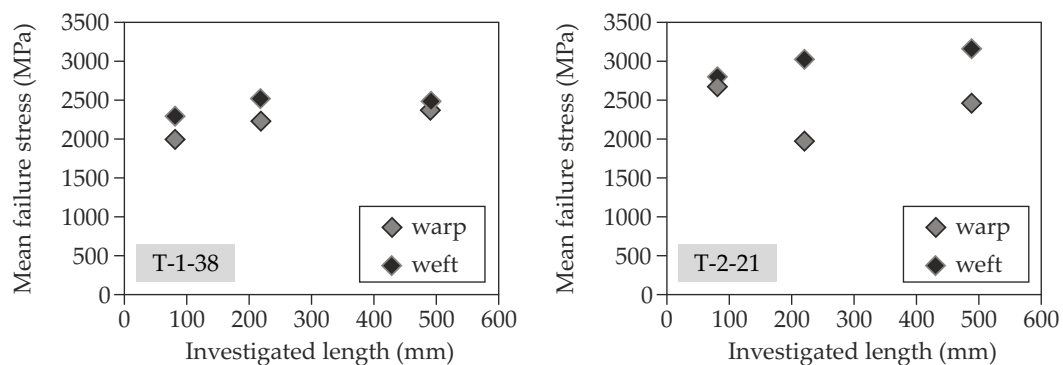 Mean failure stress (MPa)
3500
3000
2500
2000
1500
1000
500
0
warp
weft
T-1-38
0 100 200 300 400 500 600
Investigated length (mm)
Mean failure stress (MPa)
3500
3000
2500
2000
1500
1000
500
0
warp
weft
T-2-21
0 100 200 300 400 500 600
Investigated length (mm)